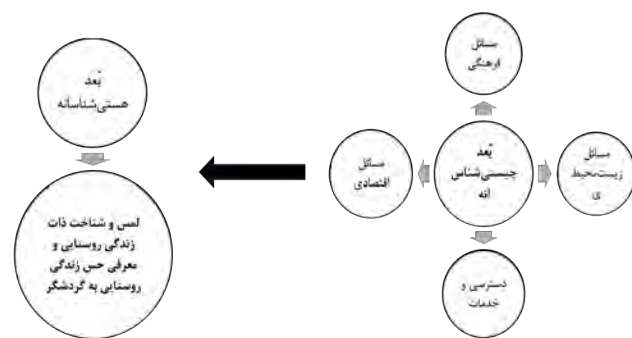 مسائل
فرهنگی
بُعد
چیستی‌شناس
انه
مسائل
زیست‌محیط
ی
مسائل
اقتصادی
دسترسی و
خدمات
بُعد
هستی‌شناسانه
لمس و شناخت ذات
زندگی روستایی و
معرفی حس زندگی
روستایی به گردشگر